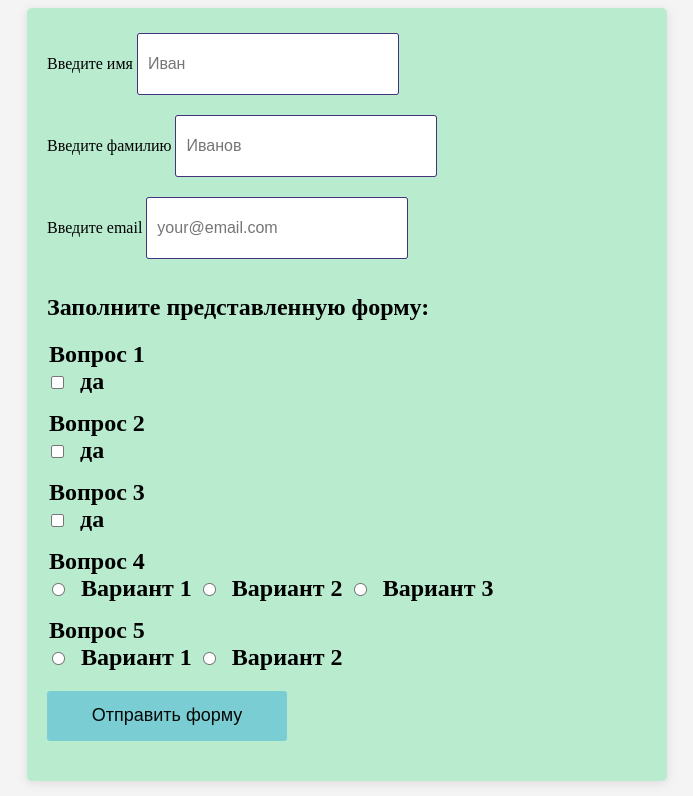 Введите имя Иван
Введите фамилию Иванов
Введите email your@email.com
Заполните представленную форму:
Вопрос 1
да
Вопрос 2
да
Вопрос 3
да
Вопрос 4
Вариант 1 Вариант 2 Вариант 3
Вопрос 5
Вариант 1 Вариант 2
Отправить форму